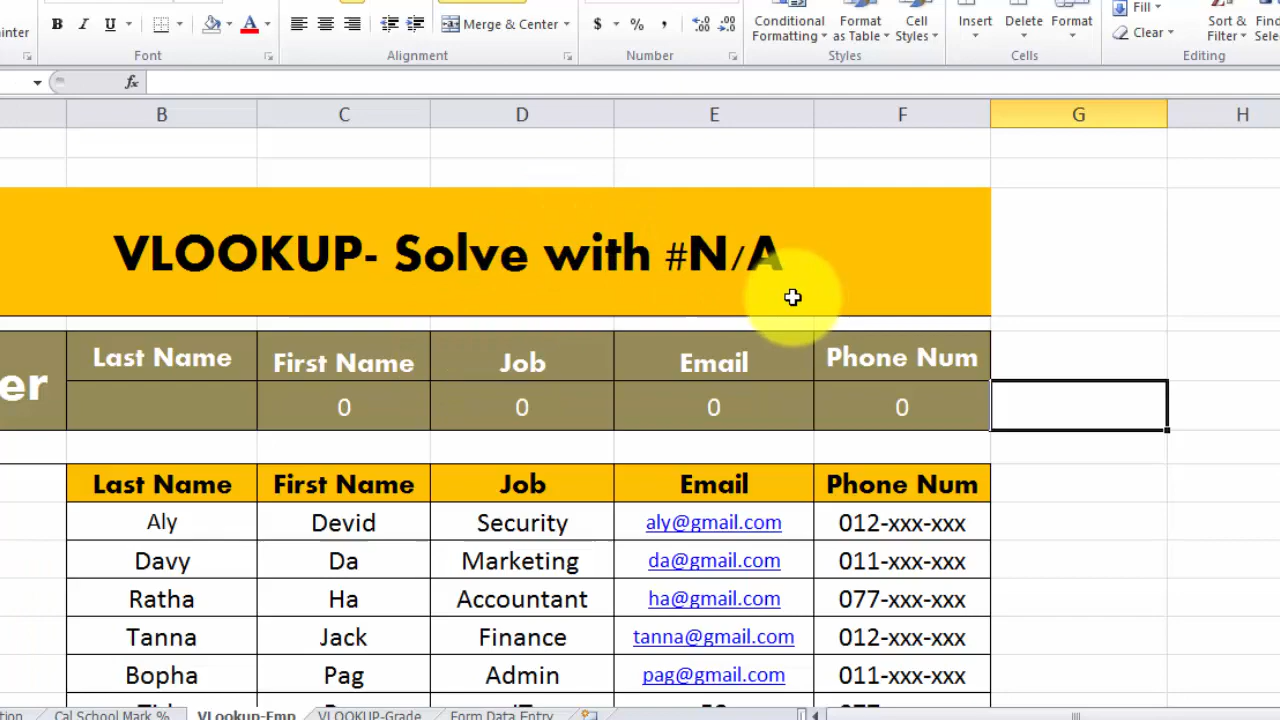 ainter
B I U A
Merge & Center
$ % ,
Conditional Formatting
Format as Table
Cell Styles
Insert
Delete
Format
Fill
Clear
Sort & Filter
Font
Alignment
Number
Styles
Cells
Editing
fx
B C D E F G H
VLOOKUP- Solve with #N/A
er
Last Name First Name Job Email Phone Num
0 0 0 0
Last Name First Name Job Email Phone Num
Aly Devid Security aly@gmail.com 012-xxx-xxx
Davy Da Marketing da@gmail.com 011-xxx-xxx
Ratha Ha Accountant ha@gmail.com 077-xxx-xxx
Tanna Jack Finance tanna@gmail.com 012-xxx-xxx
Bopha Pag Admin pag@gmail.com 011-xxx-xxx
Cal School Mark % VLookup-Emp VLOOKUP-Grade Form Data Entry